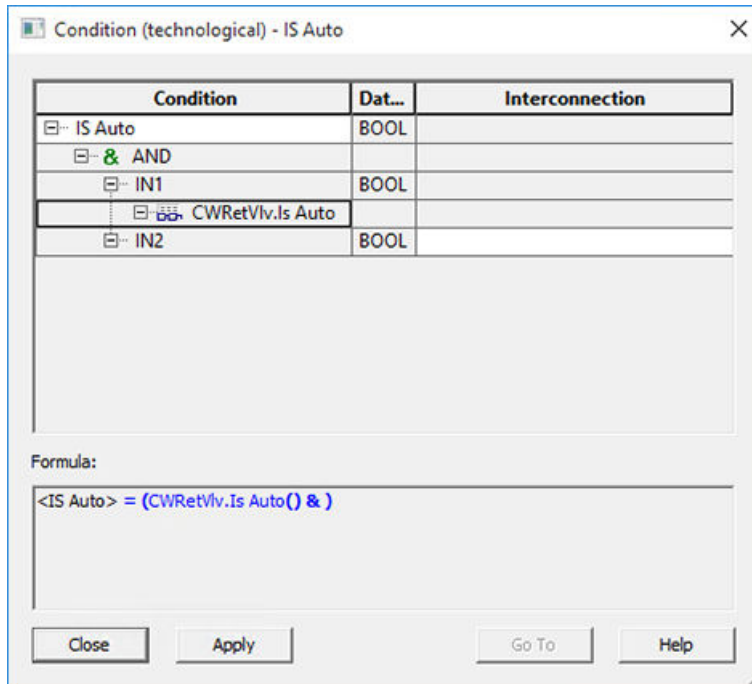 Condition (technological) - IS Auto
Condition Dat... Interconnection
IS Auto BOOL
& AND
IN1 BOOL
CWRetVlv.Is Auto
IN2 BOOL
Formula:
<IS Auto> = (CWRetVlv.Is Auto() & )
Close Apply Go To Help